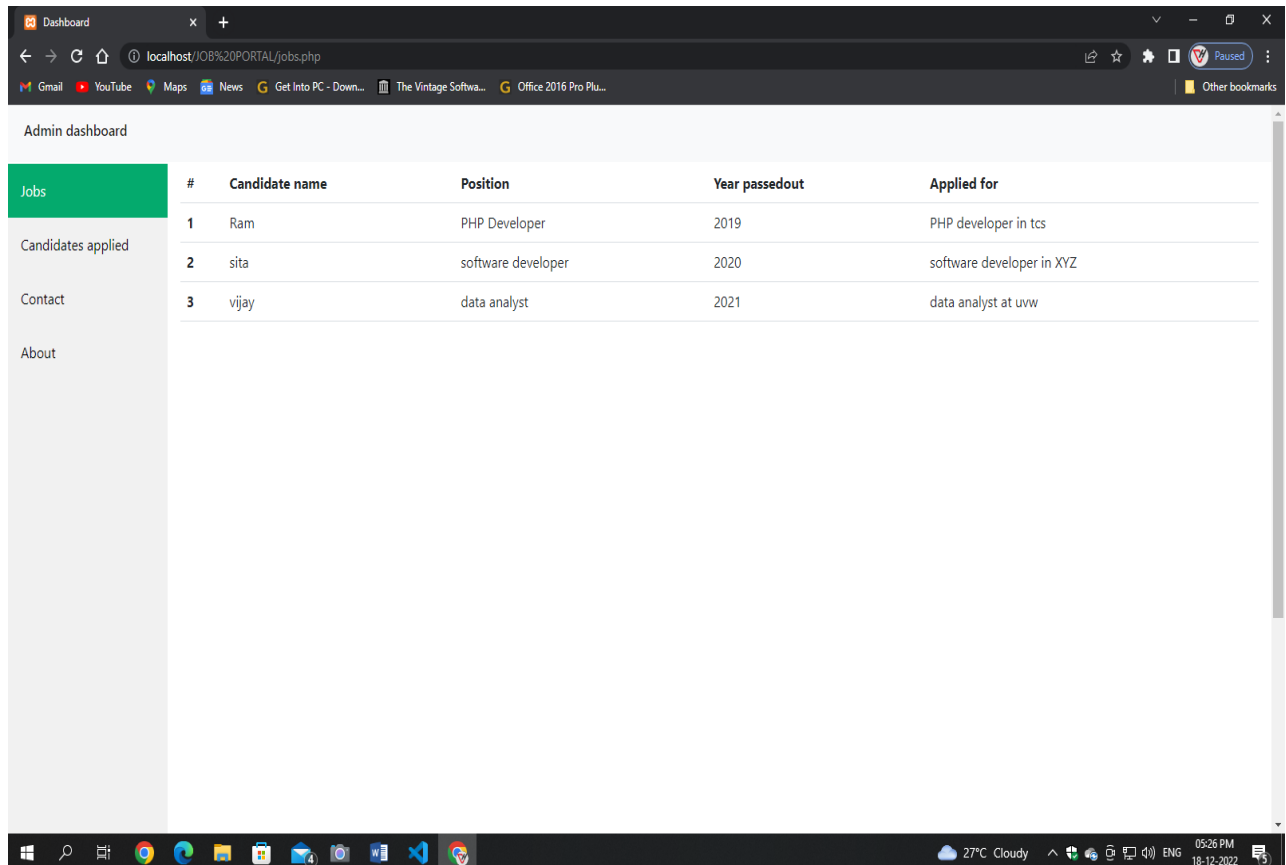 Dashboard
localhost/JOB%20PORTAL/jobs.php
Paused
Gmail YouTube Maps News Get Into PC - Down... The Vintage Softwa... Office 2016 Pro Plu... Other bookmarks
Admin dashboard
Jobs
Candidates applied
Contact
About
# Candidate name Position Year passedout Applied for
1 Ram PHP Developer 2019 PHP developer in tcs
2 sita software developer 2020 software developer in XYZ
3 vijay data analyst 2021 data analyst at uvw
27°C Cloudy ENG
05:26 PM
18-12-2022